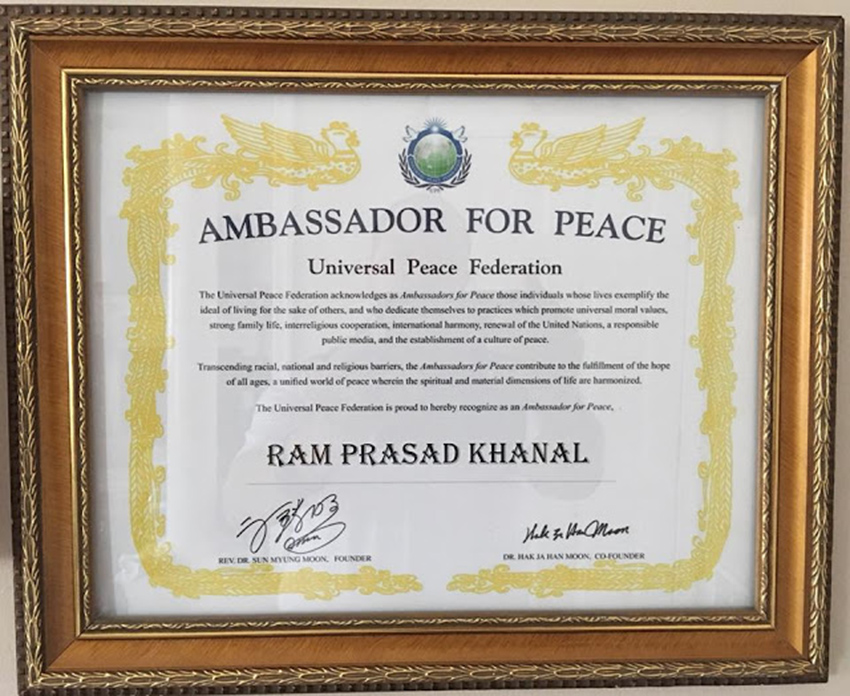 AMBASSADOR FOR PEACE
Universal Peace Federation
The Universal Peace Federation acknowledges as Ambassadors for Peace those individuals whose lives exemplify the
ideal of living for the sake of others, and who dedicate themselves to practices which promote universal moral values,
strong family life, interreligious cooperation, international harmony, renewal of the United Nations, a responsible
public media, and the establishment of a culture of peace.
Transcending racial, national and religious barriers, the Ambassadors for Peace contribute to the fulfillment of the hope
of all ages, a unified world of peace wherein the spiritual and material dimensions of life are harmonized.
The Universal Peace Federation is proud to hereby recognize as an Ambassador for Peace,
RAM PRASAD KHANAL
Hak Ja Han Moon
REV. DR. SUN MYUNG MOON, FOUNDER
DR. HAK JA HAN MOON, CO-FOUNDER